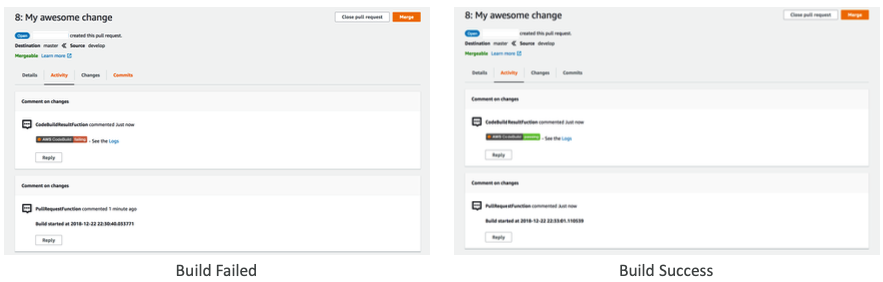 8: My awesome change
Close pull request
Merge
Open created this pull request.
Destination master Source develop
Mergeable Learn more
Details Activity Changes Commits
Comment on changes
CodeBuildResultFuction commented Just now
AWS CodeBuild failing - See the Logs
Reply
Comment on changes
PullRequestFunction commented 1 minute ago
Build started at 2018-12-22 22:30:40.053771
Reply
Build Failed
8: My awesome change
Close pull request
Merge
Open created this pull request.
Destination master Source develop
Mergeable Learn more
Details Activity Changes Commits
Comment on changes
CodeBuildResultFuction commented Just now
AWS CodeBuild passing - See the Logs
Reply
Comment on changes
PullRequestFunction commented Just now
Build started at 2018-12-22 22:33:01.110539
Reply
Build Success